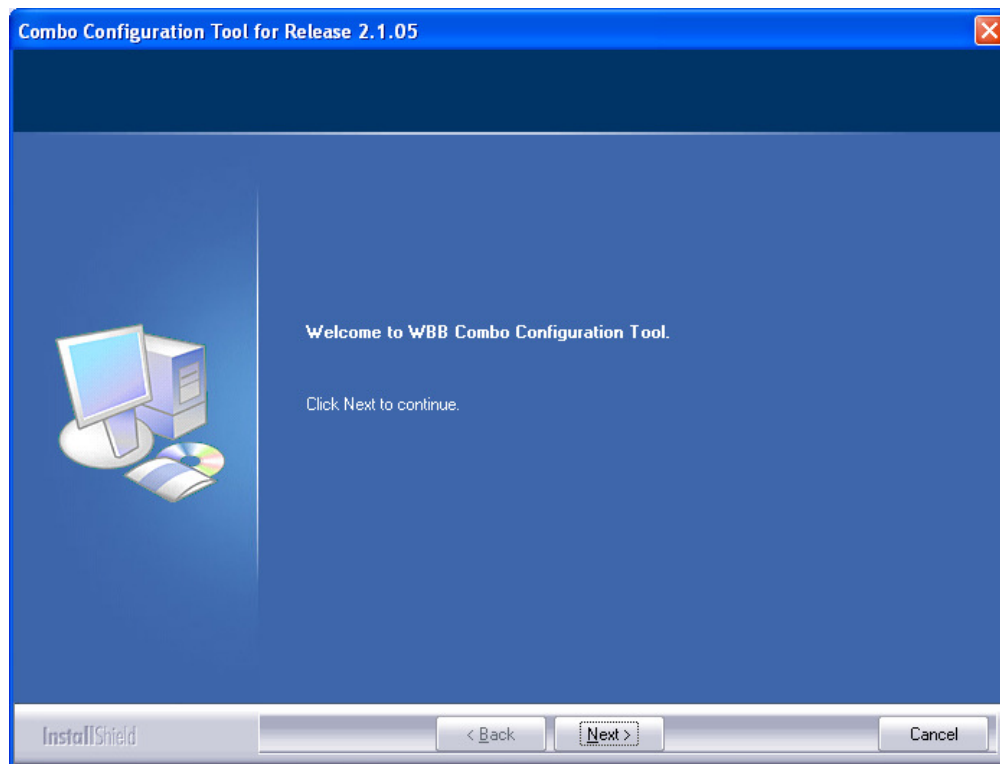 Combo Configuration Tool for Release 2.1.05
Welcome to WBB Combo Configuration Tool.
Click Next to continue.
InstallShield
< Back Next > Cancel